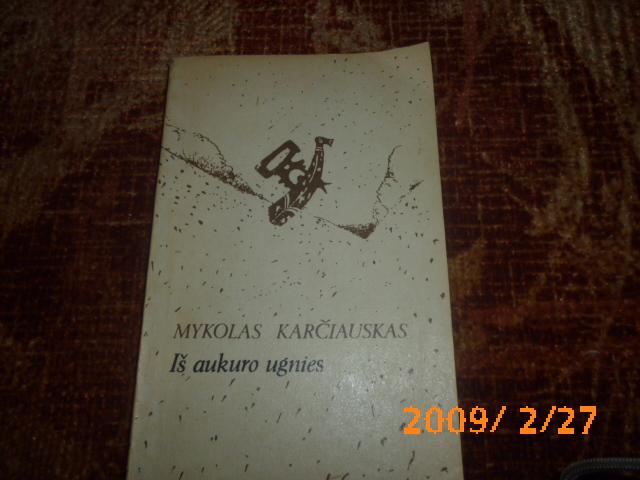 MYKOLAS KARČIAUSKAS
Iš aukuro ugnies
2009/ 2/27